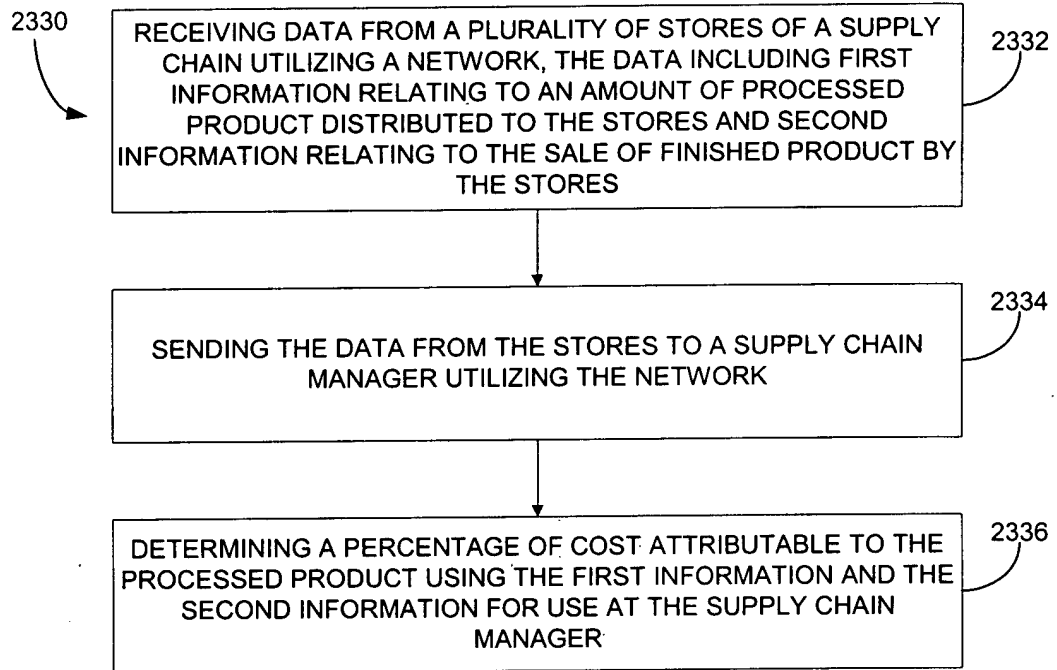 2330
RECEIVING DATA FROM A PLURALITY OF STORES OF A SUPPLY
CHAIN UTILIZING A NETWORK, THE DATA INCLUDING FIRST
INFORMATION RELATING TO AN AMOUNT OF PROCESSED
PRODUCT DISTRIBUTED TO THE STORES AND SECOND
INFORMATION RELATING TO THE SALE OF FINISHED PRODUCT BY
THE STORES
2332
SENDING THE DATA FROM THE STORES TO A SUPPLY CHAIN
MANAGER UTILIZING THE NETWORK
2334
DETERMINING A PERCENTAGE OF COST ATTRIBUTABLE TO THE
PROCESSED PRODUCT USING THE FIRST INFORMATION AND THE
SECOND INFORMATION FOR USE AT THE SUPPLY CHAIN
MANAGER
2336